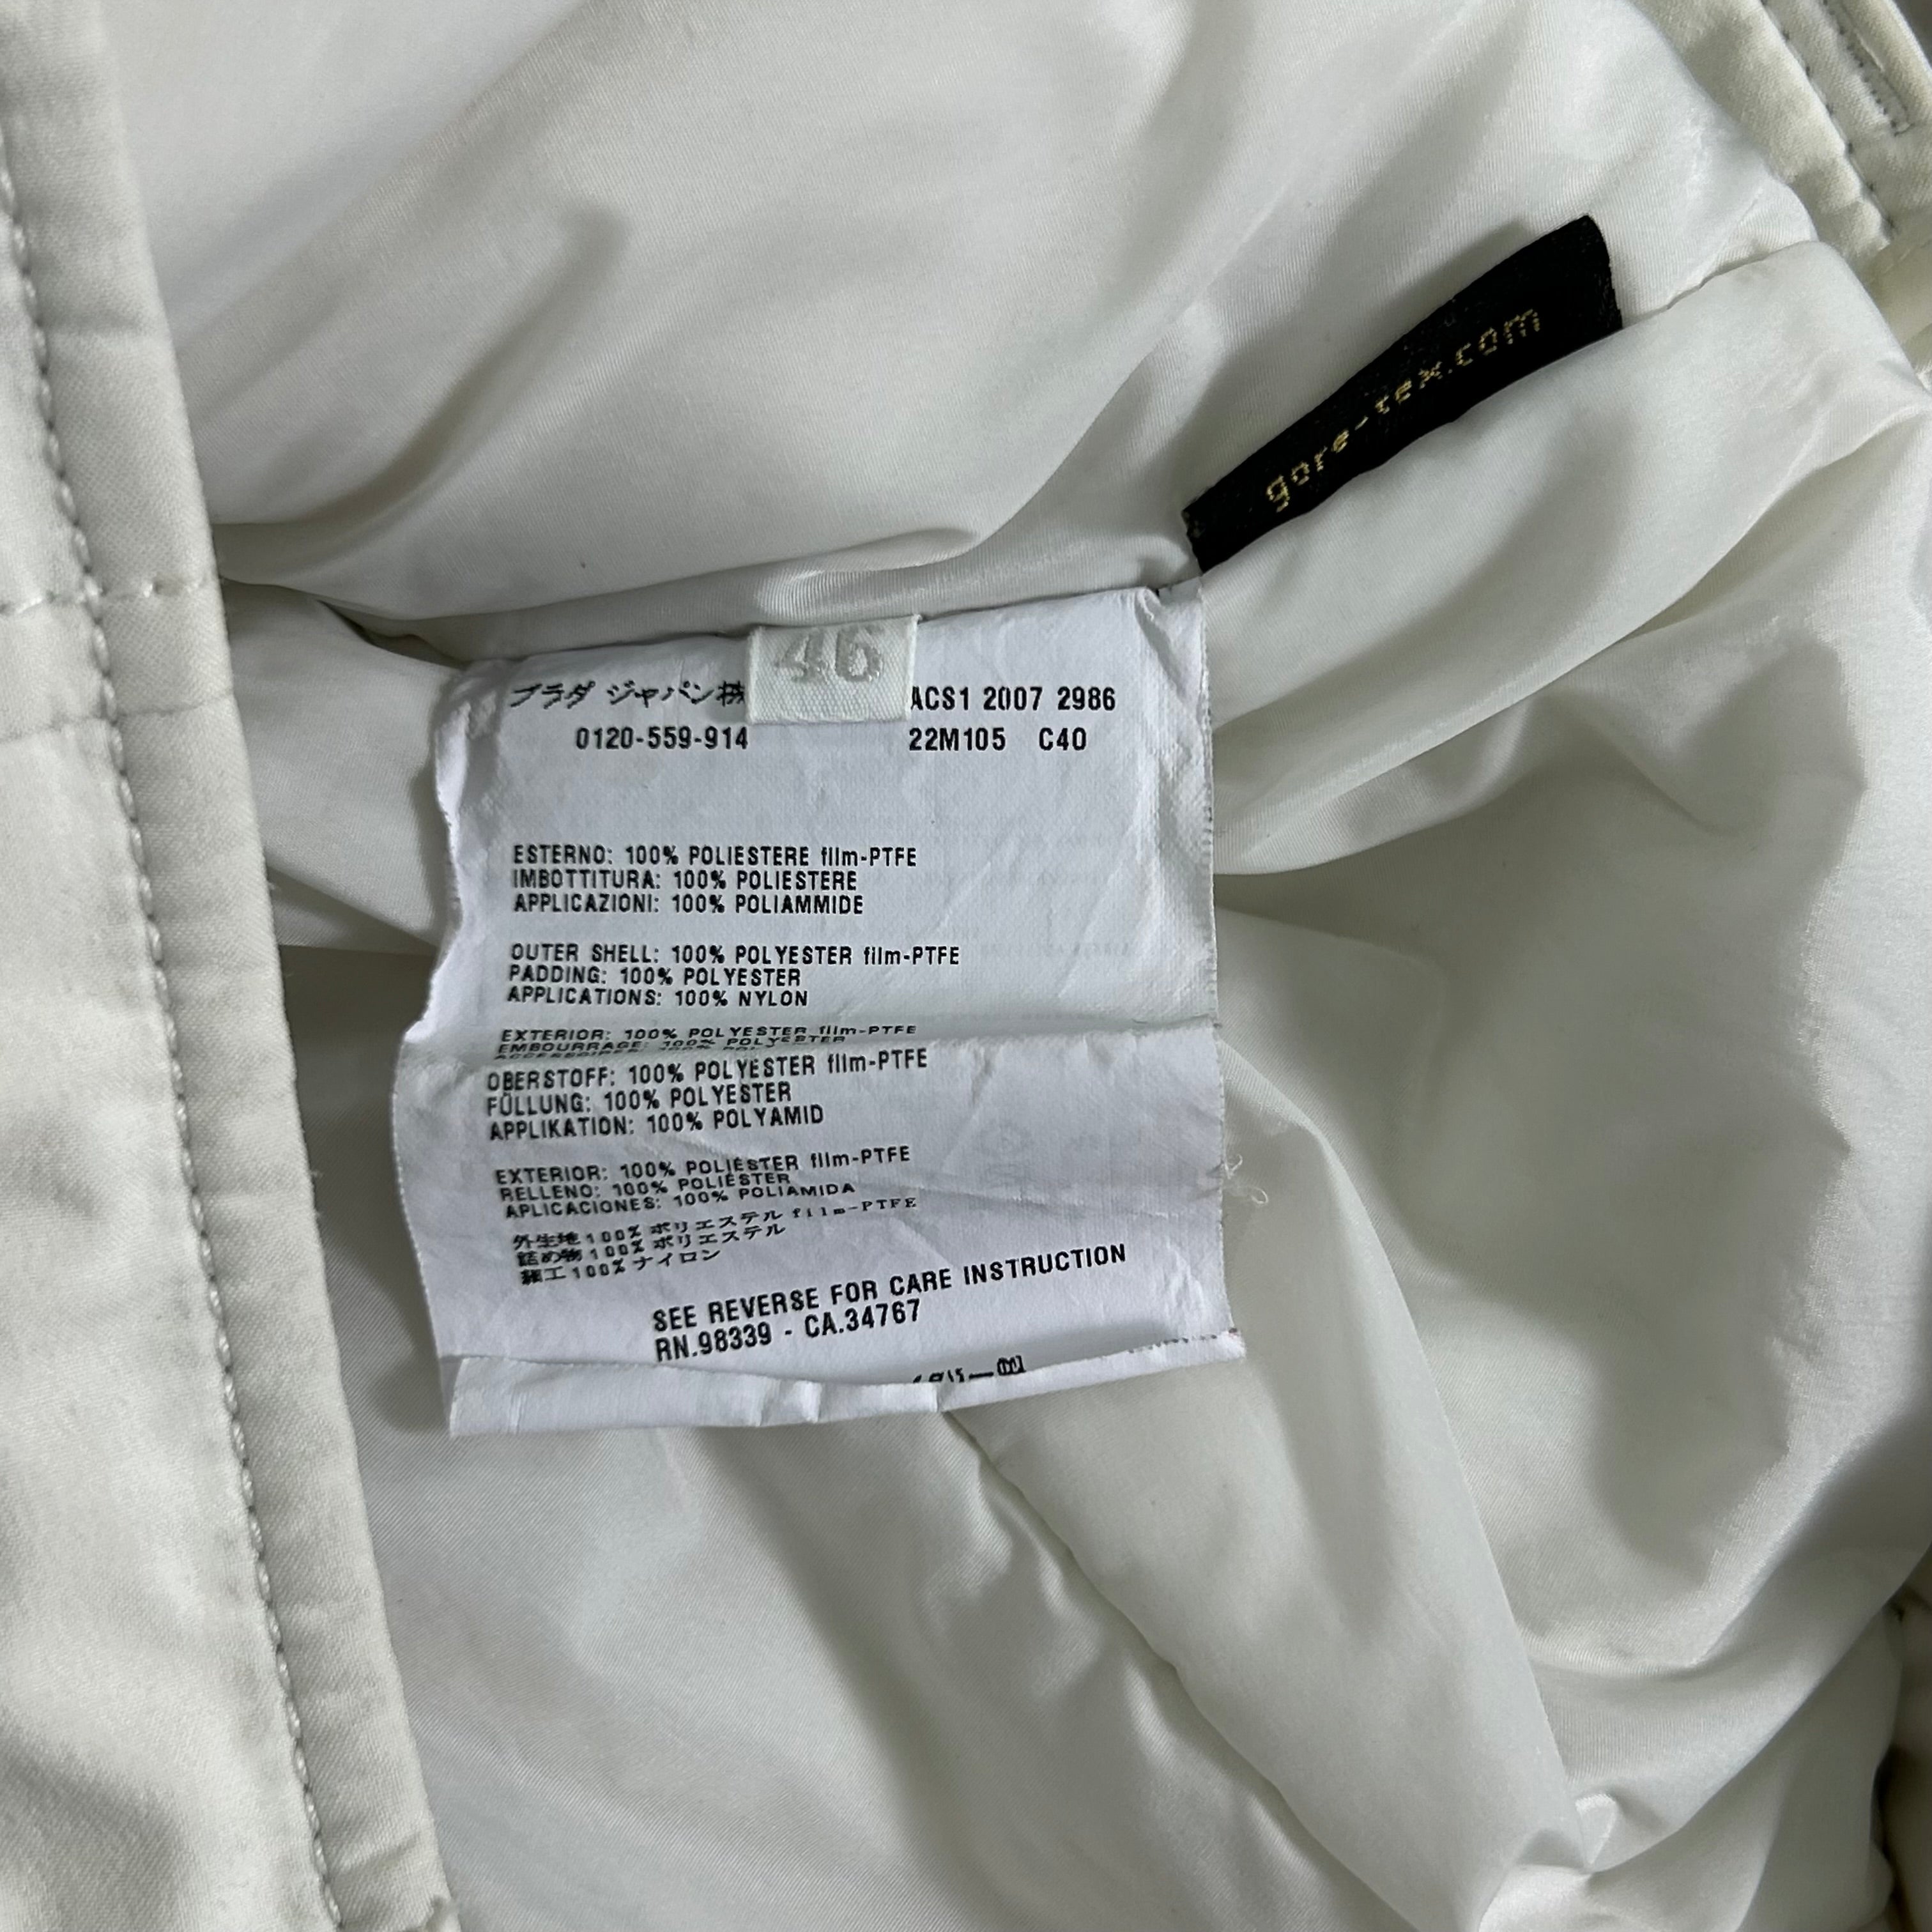 gore-tex.com
46
プラダ ジャパン株
ACS1 2007 2986
0120-559-914
22M105 C40
ESTERNO: 100% POLIESTERE film-PTFE
IMBOTTITURA: 100% POLIESTERE
APPLICAZIONI: 100% POLIAMMIDE
OUTER SHELL: 100% POLYESTER film-PTFE
PADDING: 100% POLYESTER
APPLICATIONS: 100% NYLON
EXTERIOR: 100% POLYESTER film-PTFE
EMBOURRAGE: 100% POLYESTER
OBERSTOFF: 100% POLYESTER film-PTFE
FÜLLUNG: 100% POLYESTER
APPLIKATION: 100% POLYAMID
EXTERIOR: 100% POLIÉSTER film-PTFE
RELLENO: 100% POLIÉSTER
APLICACIONES: 100% POLIAMIDA
外生地100%ポリエステル film-PTFE
詰め物100%ポリエステル
細工100%ナイロン
SEE REVERSE FOR CARE INSTRUCTION
RN.98339 - CA.34767